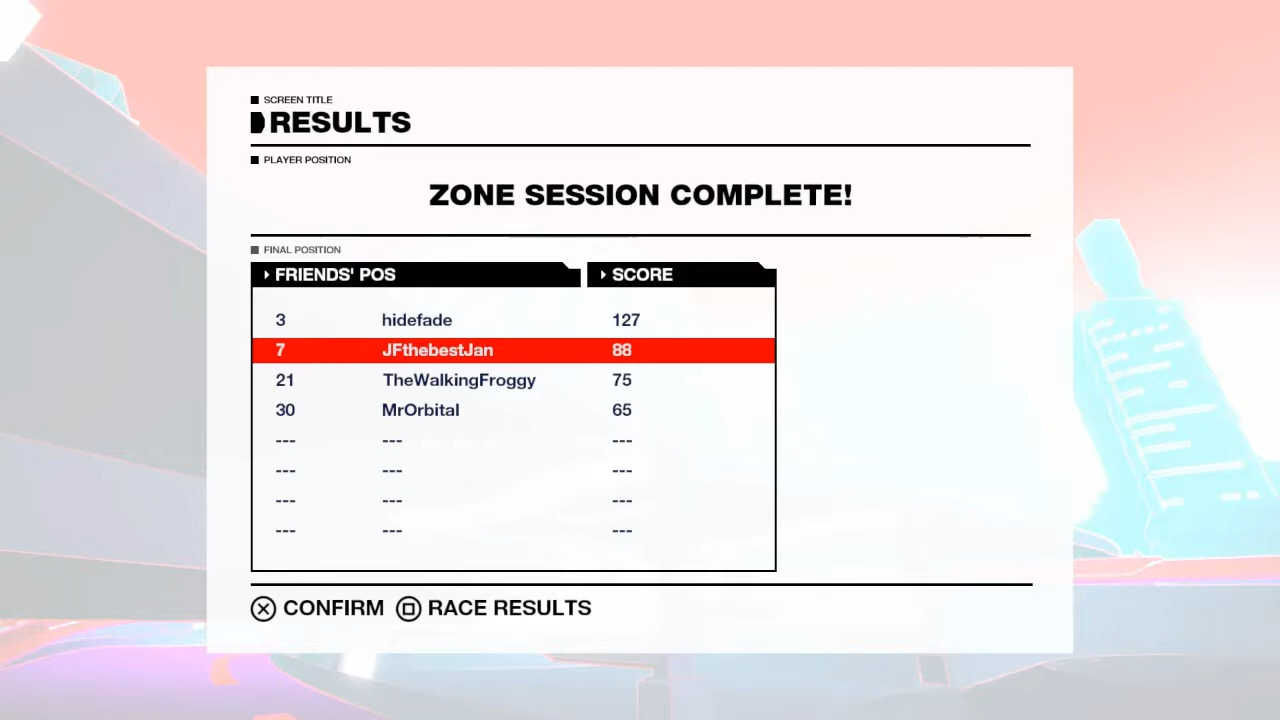 SCREEN TITLE
RESULTS
PLAYER POSITION
ZONE SESSION COMPLETE!
FINAL POSITION
FRIENDS' POS SCORE
3 hidefade 127
7 JFthebestJan 88
21 TheWalkingFroggy 75
30 MrOrbital 65
--- --- ---
--- --- ---
--- --- ---
--- --- ---
CONFIRM RACE RESULTS